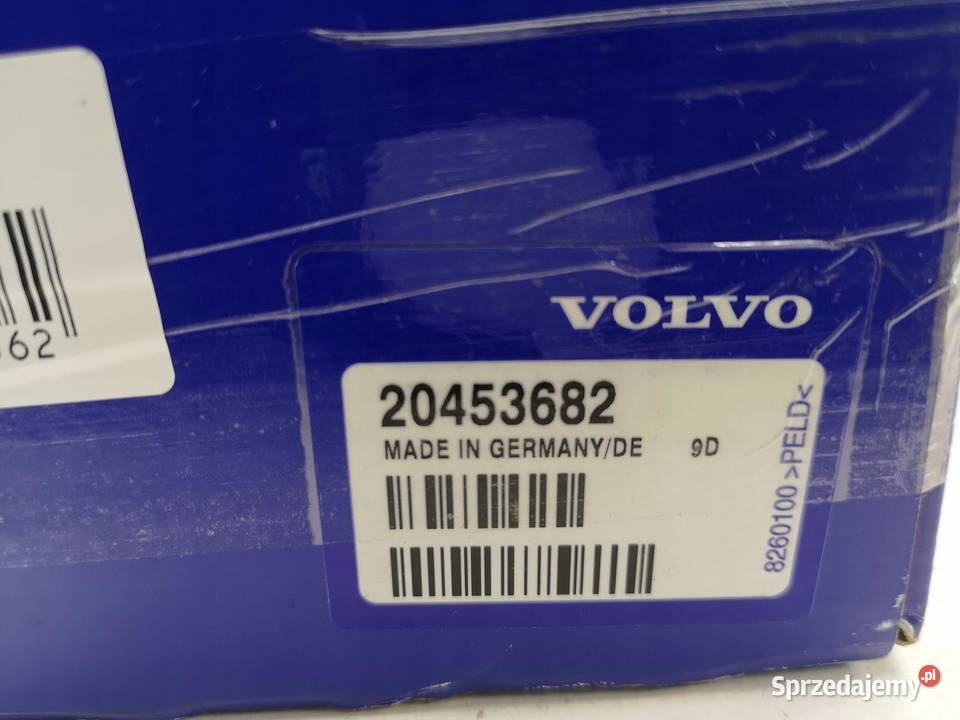 VOLVO
20453682
MADE IN GERMANY/DE 9D
8260100 >PELD<
62
Sprzedajemy.pl